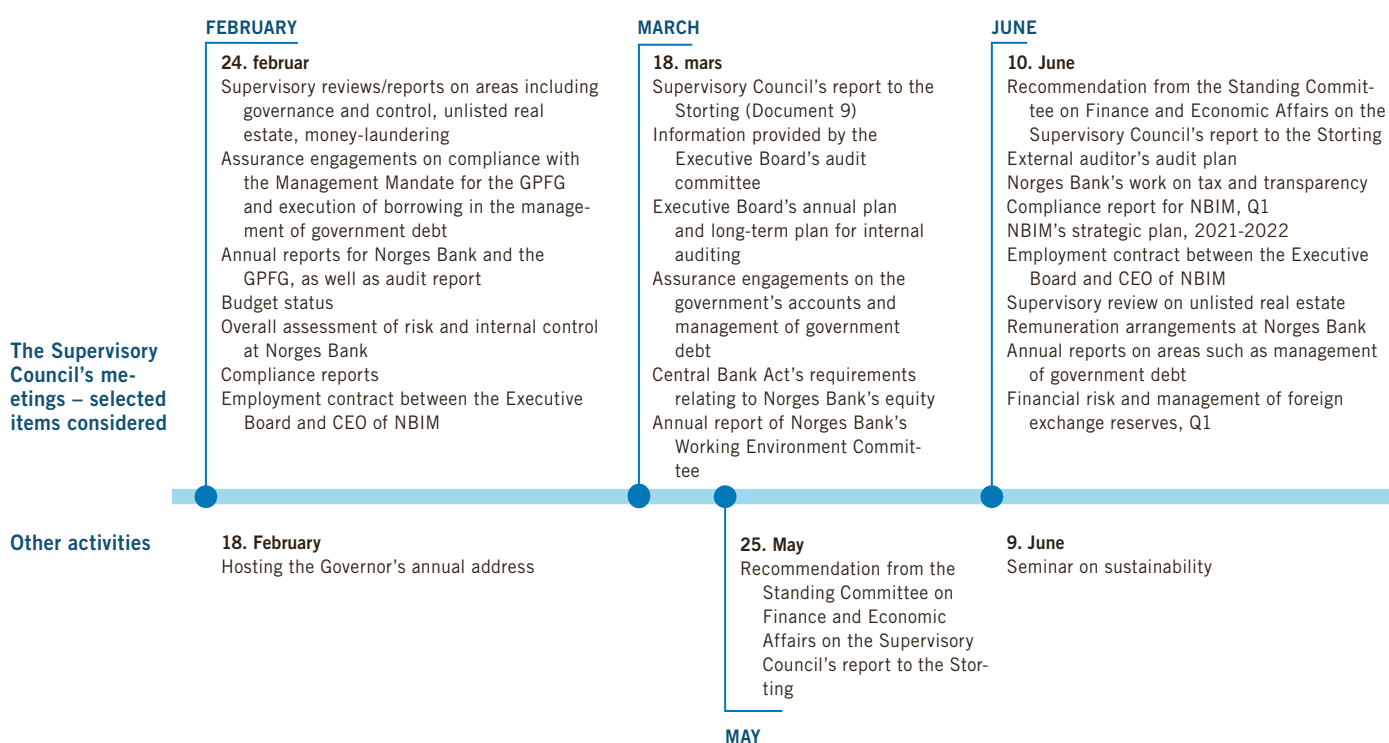 FEBRUARY
24. februar
Supervisory reviews/reports on areas including
governance and control, unlisted real
estate, money-laundering
Assurance engagements on compliance with
the Management Mandate for the GPFG
and execution of borrowing in the manage-
ment of government debt
Annual reports for Norges Bank and the
GPFG, as well as audit report
Budget status
Overall assessment of risk and internal control
at Norges Bank
Compliance reports
Employment contract between the Executive
Board and CEO of NBIM
MARCH
18. mars
Supervisory Council's report to the
Storting (Document 9)
Information provided by the
Executive Board's audit
committee
Executive Board's annual plan
and long-term plan for internal
auditing
Assurance engagements on the
government's accounts and
management of government
debt
Central Bank Act's requirements
relating to Norges Bank's equity
Annual report of Norges Bank's
Working Environment Commit-
tee
JUNE
10. June
Recommendation from the Standing Commit-
tee on Finance and Economic Affairs on the
Supervisory Council's report to the Storting
External auditor's audit plan
Norges Bank's work on tax and transparency
Compliance report for NBIM, Q1
NBIM's strategic plan, 2021-2022
Employment contract between the Executive
Board and CEO of NBIM
Supervisory review on unlisted real estate
Remuneration arrangements at Norges Bank
Annual reports on areas such as management
of government debt
Financial risk and management of foreign
exchange reserves, Q1
The Supervisory
Council's me-
etings – selected
items considered
Other activities
18. February
Hosting the Governor's annual address
25. May
Recommendation from the
Standing Committee on
Finance and Economic
Affairs on the Supervisory
Council's report to the Stor-
ting
MAY
9. June
Seminar on sustainability